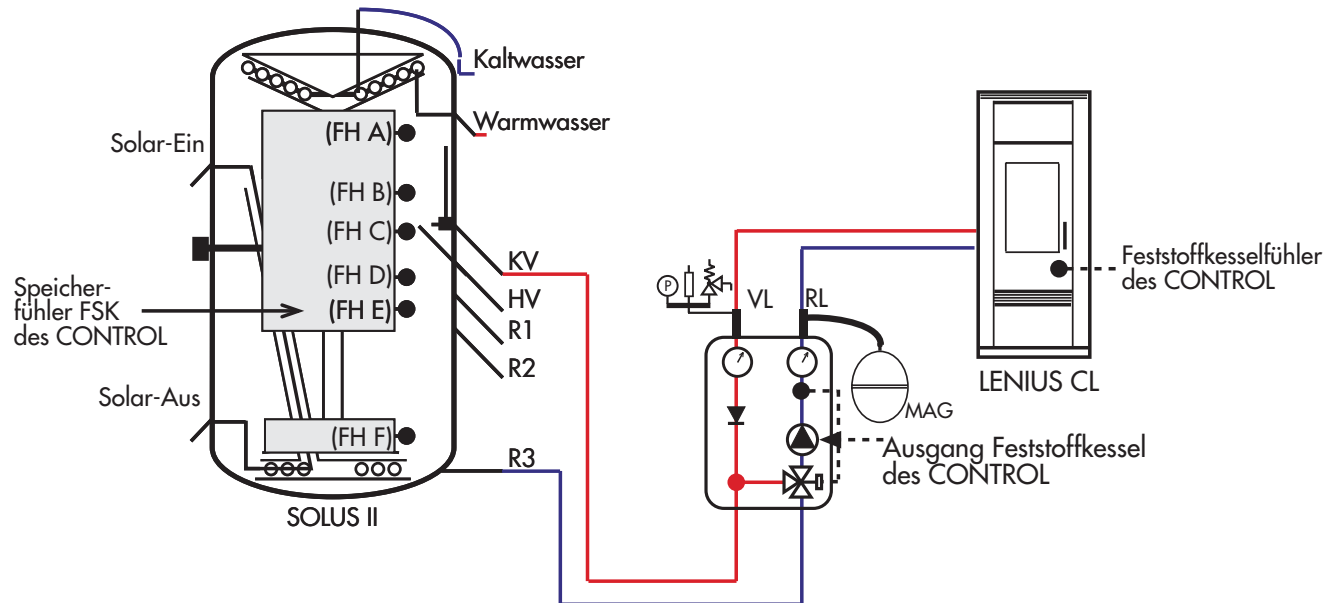 Kaltwasser
Warmwasser
Solar-Ein
(FH A)
(FH B)
(FH C)
(FH D)
(FH E)
Speicher-
fühler FSK
des CONTROL
Solar-Aus
(FH F)
SOLUS II
KV
HV
R1
R2
R3
P
VL
RL
MAG
Ausgang Feststoffkessel
des CONTROL
Feststoffkesselfühler
des CONTROL
LENIUS CL